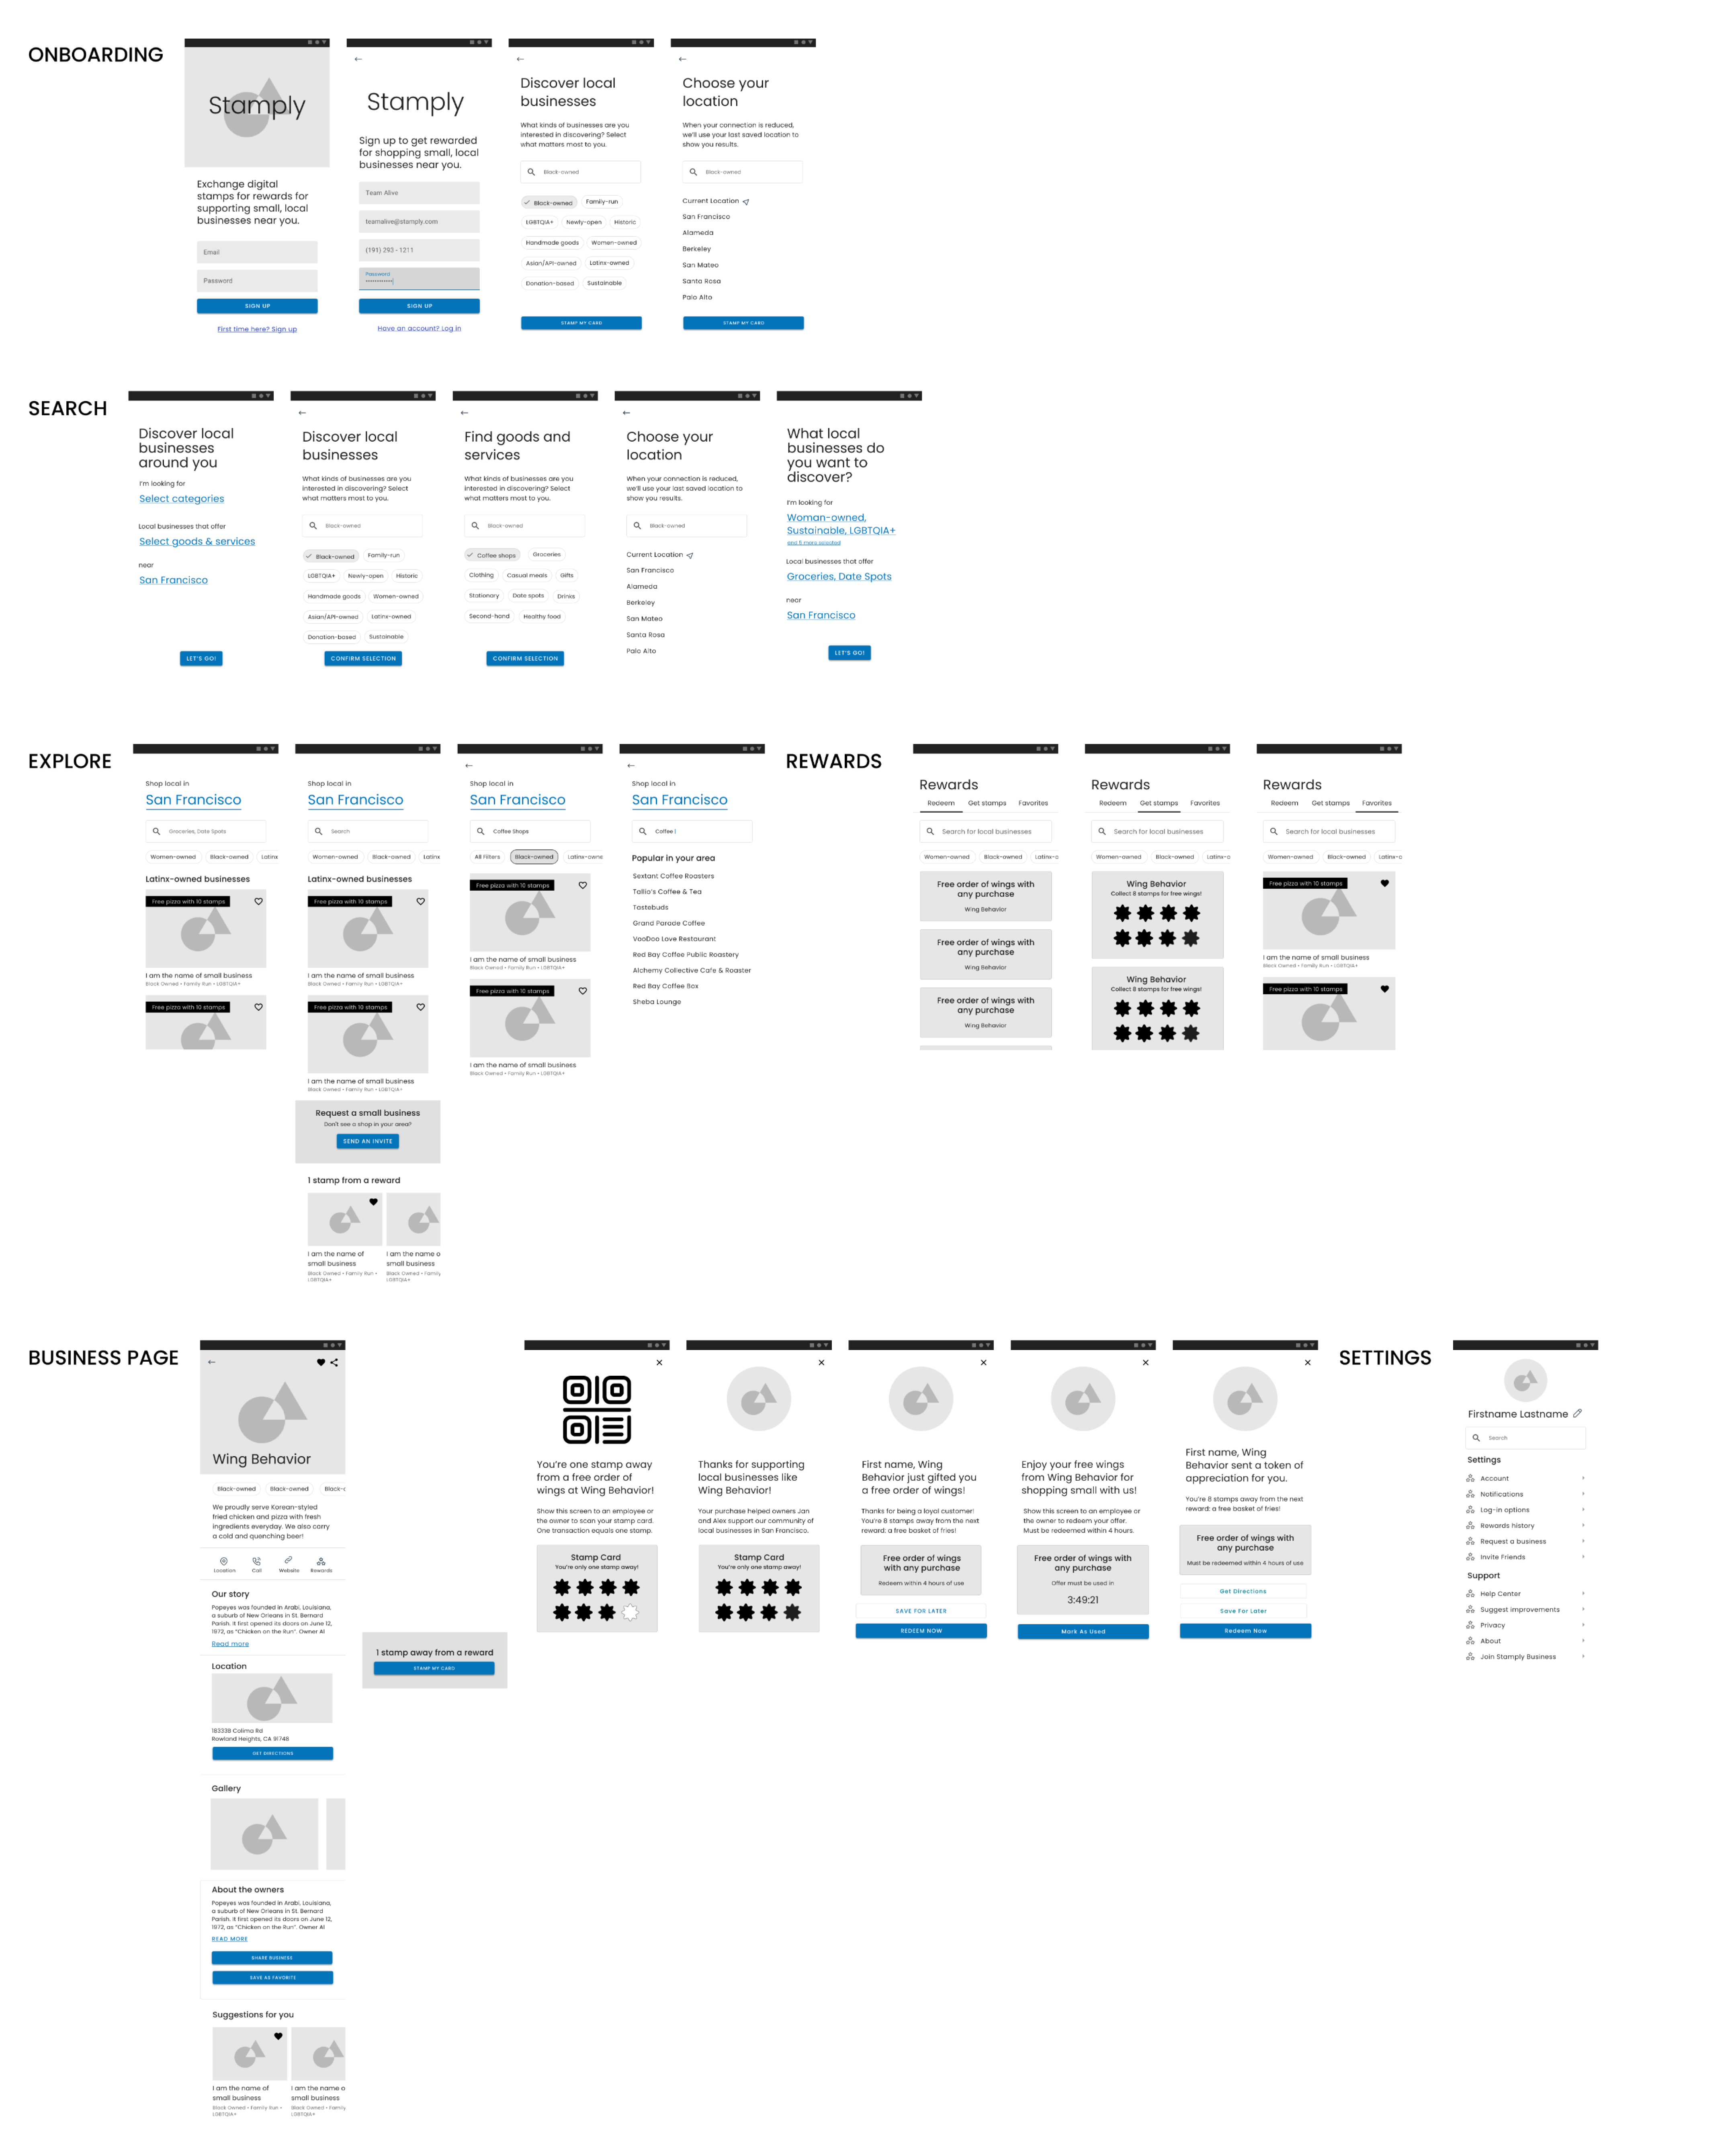 ONBOARDING
Stamply
Exchange digital
stamps for rewards for
supporting small, local
businesses near you.
Email
Password
SIGN UP
First time here? Sign up
Stamply
Sign up to get rewarded
for shopping small, local
businesses near you.
Team Alive
teamalive@stamply.com
(191) 293 - 1211
Password
SIGN UP
Have an account? Log in
Discover local
businesses
What kinds of businesses are you
interested in discovering? Select
what matters most to you.
Black-owned
Black-owned Family-run
LGBTQIA+ Newly-open Historic
Handmade goods Women-owned
Asian/API-owned Latinx-owned
Donation-based Sustainable
STAMP MY CARD
Choose your
location
When your connection is reduced,
we'll use your last saved location to
show you results.
Black-owned
Current Location
San Francisco
Alameda
Berkeley
San Mateo
Santa Rosa
Palo Alto
STAMP MY CARD
SEARCH
Discover local
businesses
around you
I'm looking for
Select categories
Local businesses that offer
Select goods & services
near
San Francisco
LET'S GO!
Discover local
businesses
What kinds of businesses are you
interested in discovering? Select
what matters most to you.
Black-owned
Black-owned Family-run
LGBTQIA+ Newly-open Historic
Handmade goods Women-owned
Asian/API-owned Latinx-owned
Donation-based Sustainable
CONFIRM SELECTION
Find goods and
services
What kinds of businesses are you
interested in discovering? Select
what matters most to you.
Black-owned
Coffee shops Groceries
Clothing Casual meals Gifts
Stationary Date spots Drinks
Second-hand Healthy food
CONFIRM SELECTION
Choose your
location
When your connection is reduced,
we'll use your last saved location to
show you results.
Black-owned
Current Location
San Francisco
Alameda
Berkeley
San Mateo
Santa Rosa
Palo Alto
What local
businesses do
you want to
discover?
I'm looking for
Woman-owned,
Sustainable, LGBTQIA+
and 5 more selected
Local businesses that offer
Groceries, Date Spots
near
San Francisco
LET'S GO!
EXPLORE
Shop local in
San Francisco
Groceries, Date Spots
Women-owned Black-owned Latinx
Latinx-owned businesses
Free pizza with 10 stamps
I am the name of small business
Black Owned • Family Run • LGBTQIA+
Free pizza with 10 stamps
Shop local in
San Francisco
Search
Women-owned Black-owned Latinx
Latinx-owned businesses
Free pizza with 10 stamps
I am the name of small business
Black Owned • Family Run • LGBTQIA+
Free pizza with 10 stamps
I am the name of small business
Black Owned • Family Run • LGBTQIA+
Request a small business
Don't see a shop in your area?
SEND AN INVITE
1 stamp from a reward
I am the name of
small business
Black Owned • Family Run •
LGBTQIA+
I am the name o
small business
Black Owned • Family
LGBTQIA+
Shop local in
San Francisco
Coffee Shops
All Filters Black-owned Latinx-owne
Free pizza with 10 stamps
I am the name of small business
Black Owned • Family Run • LGBTQIA+
Free pizza with 10 stamps
I am the name of small business
Black Owned • Family Run • LGBTQIA+
Shop local in
San Francisco
Coffee |
Popular in your area
Sextant Coffee Roasters
Tallio's Coffee & Tea
Tastebuds
Grand Parade Coffee
VooDoo Love Restaurant
Red Bay Coffee Public Roastery
Alchemy Collective Cafe & Roaster
Red Bay Coffee Box
Sheba Lounge
REWARDS
Rewards
Redeem Get stamps Favorites
Search for local businesses
Women-owned Black-owned Latinx-o
Free order of wings with
any purchase
Wing Behavior
Free order of wings with
any purchase
Wing Behavior
Free order of wings with
any purchase
Wing Behavior
Rewards
Redeem Get stamps Favorites
Search for local businesses
Women-owned Black-owned Latinx-o
Wing Behavior
Collect 8 stamps for free wings!
Wing Behavior
Collect 8 stamps for free wings!
Rewards
Redeem Get stamps Favorites
Search for local businesses
Women-owned Black-owned Latinx-o
Free pizza with 10 stamps
I am the name of small business
Black Owned • Family Run • LGBTQIA+
Free pizza with 10 stamps
BUSINESS PAGE
Wing Behavior
Black-owned Black-owned Black-o
We proudly serve Korean-styled
fried chicken and pizza with fresh
ingredients everyday. We also carry
a cold and quenching beer!
Location Call Website Rewards
Our story
Popeyes was founded in Arabi, Louisiana,
a suburb of New Orleans in St. Bernard
Parish. It first opened its doors on June 12,
1972, as "Chicken on the Run". Owner Al
Read more
Location
183338 Colima Rd
Rowland Heights, CA 91748
GET DIRECTIONS
Gallery
About the owners
Popeyes was founded in Arabi, Louisiana,
a suburb of New Orleans in St. Bernard
Parish. It first opened its doors on June 12,
1972, as "Chicken on the Run". Owner Al
READ MORE
SHARE BUSINESS
SAVE AS FAVORITE
Suggestions for you
I am the name of
small business
Black Owned • Family Run •
LGBTQIA+
I am the name o
small business
Black Owned • Family
LGBTQIA+
1 stamp away from a reward
STAMP MY CARD
You're one stamp away
from a free order of
wings at Wing Behavior!
Show this screen to an employee or
the owner to scan your stamp card.
One transaction equals one stamp.
Stamp Card
You're only one stamp away!
Thanks for supporting
local businesses like
Wing Behavior!
Your purchase helped owners Jan
and Alex support our community of
local businesses in San Francisco.
Stamp Card
You're only one stamp away!
First name, Wing
Behavior just gifted you
a free order of wings!
Thanks for being a loyal customer!
You're 8 stamps away from the next
reward: a free basket of fries!
Free order of wings
with any purchase
Redeem within 4 hours of use
SAVE FOR LATER
REDEEM NOW
Enjoy your free wings
from Wing Behavior for
shopping small with us!
Show this screen to an employee or
the owner to redeem your offer.
Must be redeemed within 4 hours.
Free order of wings with
any purchase
Offer must be used in
3:49:21
Mark As Used
First name, Wing
Behavior sent a token of
appreciation for you.
You're 8 stamps away from the next
reward: a free basket of fries!
Free order of wings with
any purchase
Must be redeemed within 4 hours of use
Get Directions
Save For Later
Redeem Now
SETTINGS
Firstname Lastname
Search
Settings
Account
Notifications
Log-in options
Rewards history
Request a business
Invite Friends
Support
Help Center
Suggest improvements
Privacy
About
Join Stamply Business